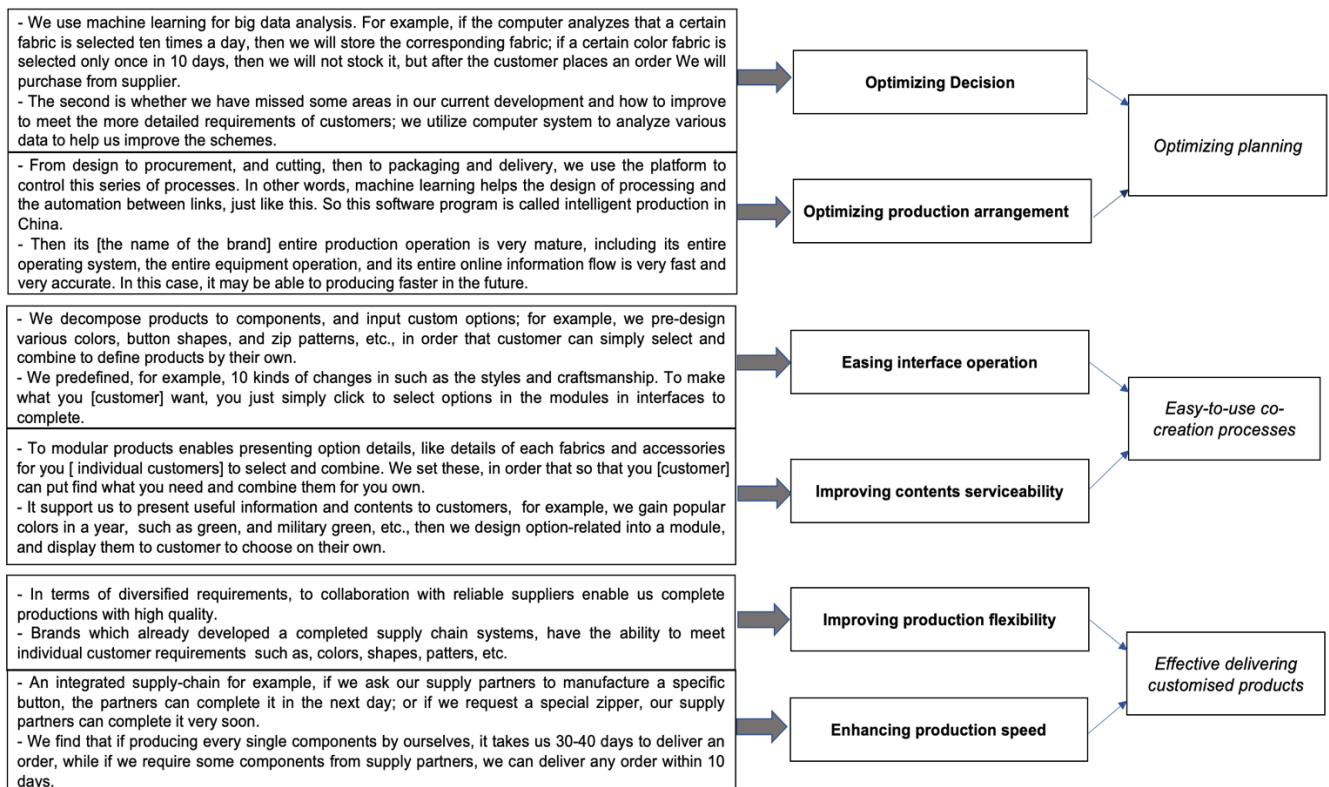 - We use machine learning for big data analysis. For example, if the computer analyzes that a certain
fabric is selected ten times a day, then we will store the corresponding fabric; if a certain color fabric is
selected only once in 10 days, then we will not stock it, but after the customer places an order We will
purchase from supplier.
- The second is whether we have missed some areas in our current development and how to improve
to meet the more detailed requirements of customers; we utilize computer system to analyze various
data to help us improve the schemes.
Optimizing Decision
- From design to procurement, and cutting, then to packaging and delivery, we use the platform to
control this series of processes. In other words, machine learning helps the design of processing and
the automation between links, just like this. So this software program is called intelligent production in
China.
- Then its [the name of the brand] entire production operation is very mature, including its entire
operating system, the entire equipment operation, and its entire online information flow is very fast and
very accurate. In this case, it may be able to producing faster in the future.
Optimizing production arrangement
Optimizing planning
- We decompose products to components, and input custom options; for example, we pre-design
various colors, button shapes, and zip patterns, etc., in order that customer can simply select and
combine to define products by their own.
- We predefined, for example, 10 kinds of changes in such as the styles and craftsmanship. To make
what you [customer] want, you just simply click to select options in the modules in interfaces to
complete.
Easing interface operation
- To modular products enables presenting option details, like details of each fabrics and accessories
for you [ individual customers] to select and combine. We set these, in order that so that you [customer]
can put find what you need and combine them for you own.
- It support us to present useful information and contents to customers, for example, we gain popular
colors in a year, such as green, and military green, etc., then we design option-related into a module,
and display them to customer to choose on their own.
Improving contents serviceability
Easy-to-use co-
creation processes
- In terms of diversified requirements, to collaboration with reliable suppliers enable us complete
productions with high quality.
- Brands which already developed a completed supply chain systems, have the ability to meet
individual customer requirements such as, colors, shapes, patters, etc.
Improving production flexibility
- An integrated supply-chain for example, if we ask our supply partners to manufacture a specific
button, the partners can complete it in the next day; or if we request a special zipper, our supply
partners can complete it very soon.
- We find that if producing every single components by ourselves, it takes us 30-40 days to deliver an
order, while if we require some components from supply partners, we can deliver any order within 10
days.
Enhancing production speed
Effective delivering
customised products